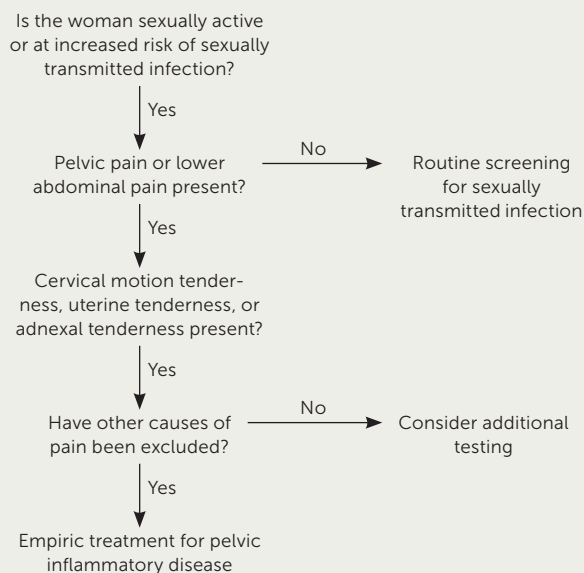 Is the woman sexually active
or at increased risk of sexually
transmitted infection?
Yes
Pelvic pain or lower
abdominal pain present?
No
Routine screening
for sexually
transmitted infection
Yes
Cervical motion tender-
ness, uterine tenderness, or
adnexal tenderness present?
Yes
Have other causes of
pain been excluded?
No
Consider additional
testing
Yes
Empiric treatment for pelvic
inflammatory disease